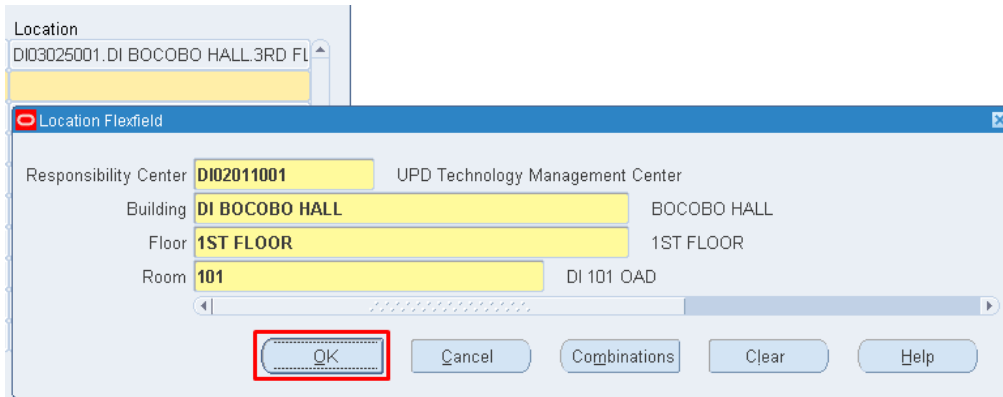 Location
DI03025001.DI BOCOBO HALL.3RD FL
Location Flexfield
Responsibility Center DI02011001 UPD Technology Management Center
Building DI BOCOBO HALL BOCOBO HALL
Floor 1ST FLOOR 1ST FLOOR
Room 101 DI 101 OAD
OK Cancel Combinations Clear Help